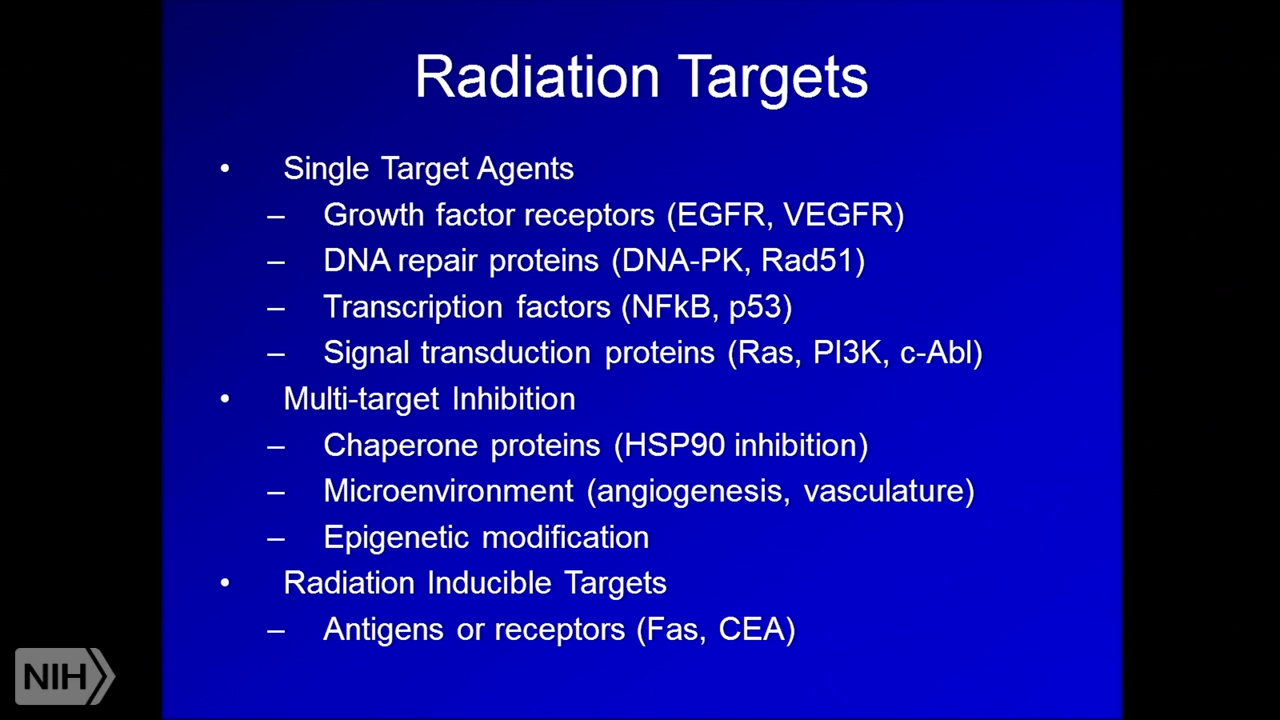 Radiation Targets
• Single Target Agents
– Growth factor receptors (EGFR, VEGFR)
– DNA repair proteins (DNA-PK, Rad51)
– Transcription factors (NFkB, p53)
– Signal transduction proteins (Ras, PI3K, c-Abl)
• Multi-target Inhibition
– Chaperone proteins (HSP90 inhibition)
– Microenvironment (angiogenesis, vasculature)
– Epigenetic modification
• Radiation Inducible Targets
– Antigens or receptors (Fas, CEA)
NIH